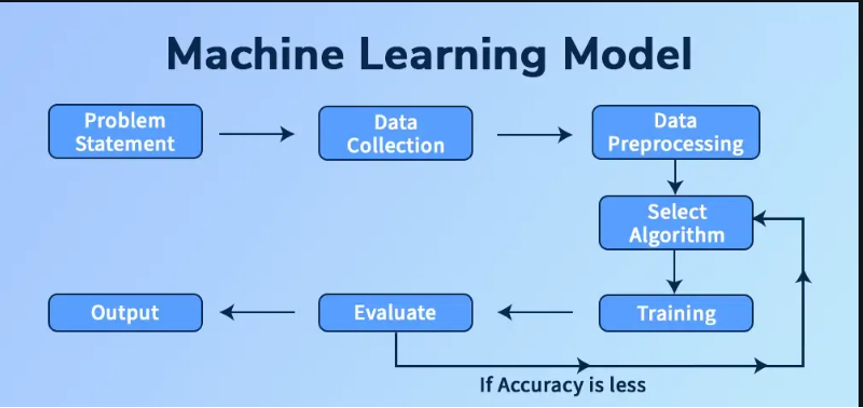 Machine Learning Model
Problem
Statement
Data
Collection
Data
Preprocessing
Select
Algorithm
Training
Evaluate
Output
If Accuracy is less